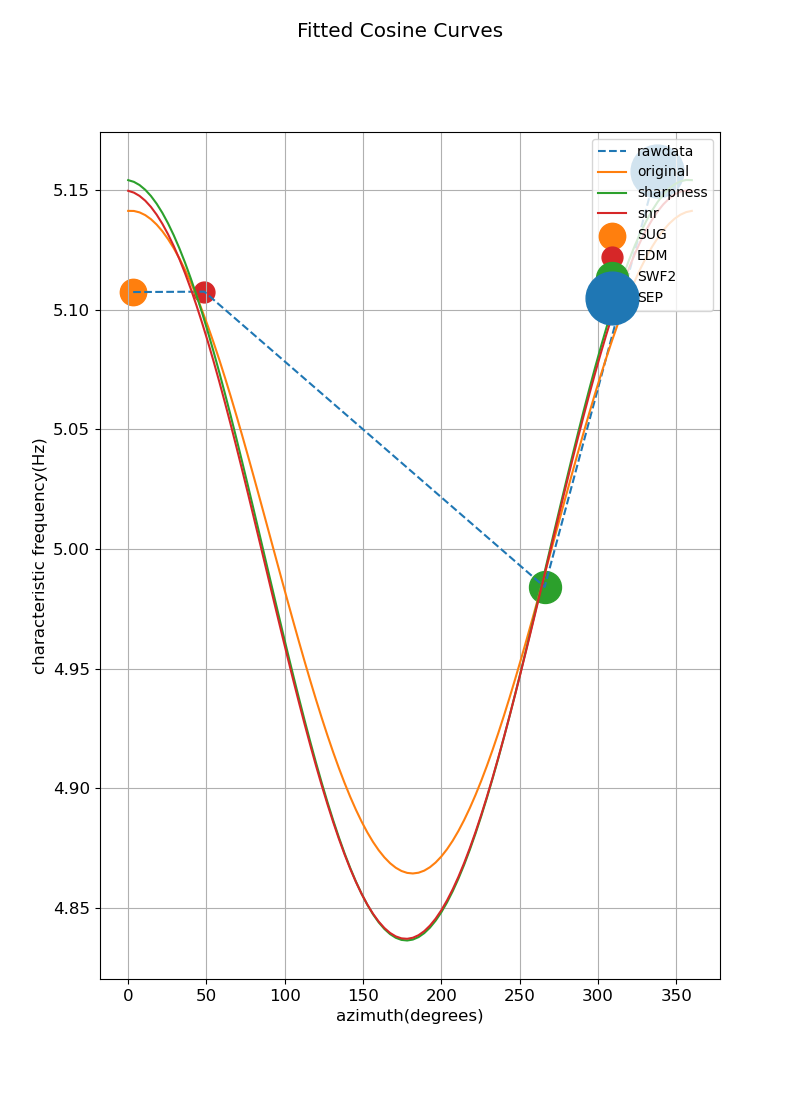 Fitted Cosine Curves
rawdata
original
sharpness
snr
SUG
EDM
SWF2
SEP
5.15
5.10
5.05
5.00
4.95
4.90
4.85
characteristic frequency(Hz)
0 50 100 150 200 250 300 350
azimuth(degrees)